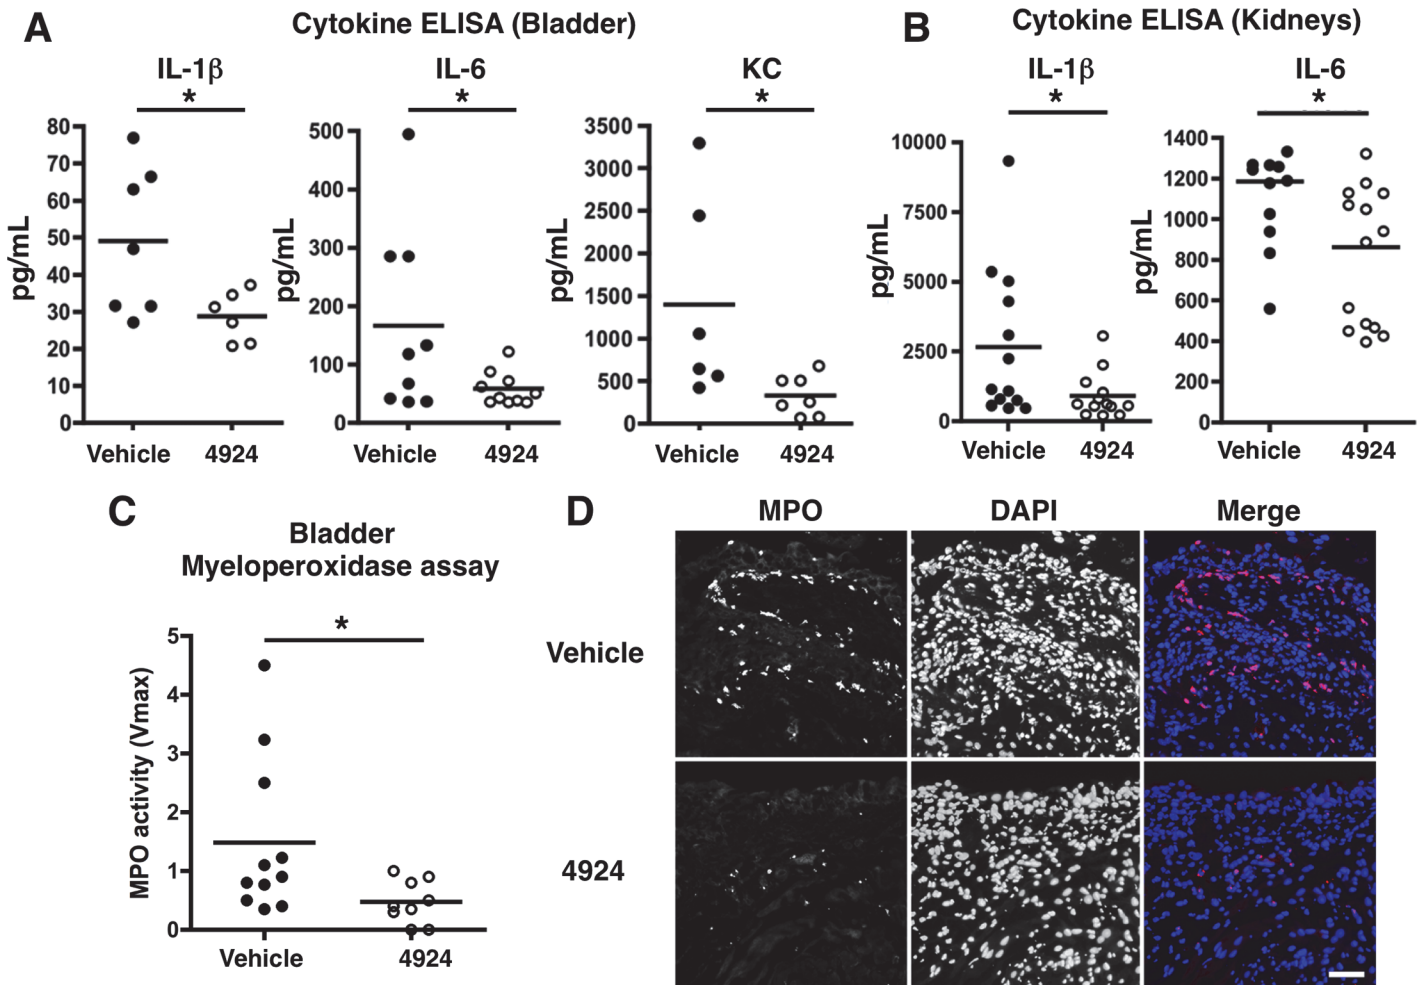 A
Cytokine ELISA (Bladder)
IL-1β
*
pg/mL
80
70
60
50
40
30
20
10
0
Vehicle
4924
IL-6
*
pg/mL
500
400
300
200
100
0
Vehicle
4924
KC
*
pg/mL
3500
3000
2500
2000
1500
1000
500
0
Vehicle
4924
B
Cytokine ELISA (Kidneys)
IL-1β
*
pg/mL
10000
7500
5000
2500
0
Vehicle
4924
IL-6
*
pg/mL
1400
1200
1000
800
600
400
200
0
Vehicle
4924
C
Bladder
Myeloperoxidase assay
*
MPO activity (Vmax)
5
4
3
2
1
0
Vehicle
4924
D
MPO
DAPI
Merge
Vehicle
4924